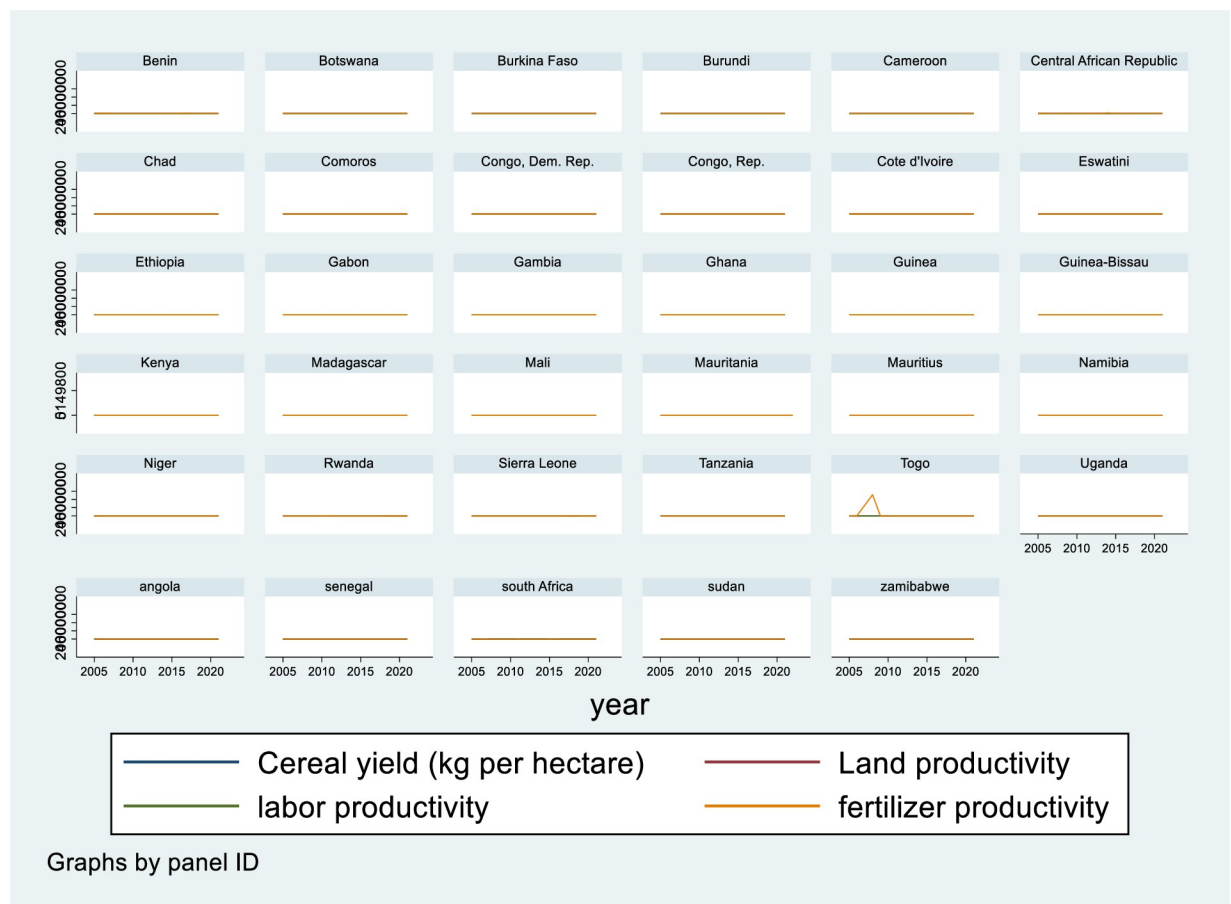 Benin Botswana Burkina Faso Burundi Cameroon Central African Republic
Chad Comoros Congo, Dem. Rep. Congo, Rep. Cote d'Ivoire Eswatini
Ethiopia Gabon Gambia Ghana Guinea Guinea-Bissau
Kenya Madagascar Mali Mauritania Mauritius Namibia
Niger Rwanda Sierra Leone Tanzania Togo Uganda
2005 2010 2015 2020
angola senegal south Africa sudan zamibabwe
2005 2010 2015 2020 2005 2010 2015 2020 2005 2010 2015 2020 2005 2010 2015 2020 2005 2010 2015 2020
year
Cereal yield (kg per hectare) Land productivity
labor productivity fertilizer productivity
Graphs by panel ID